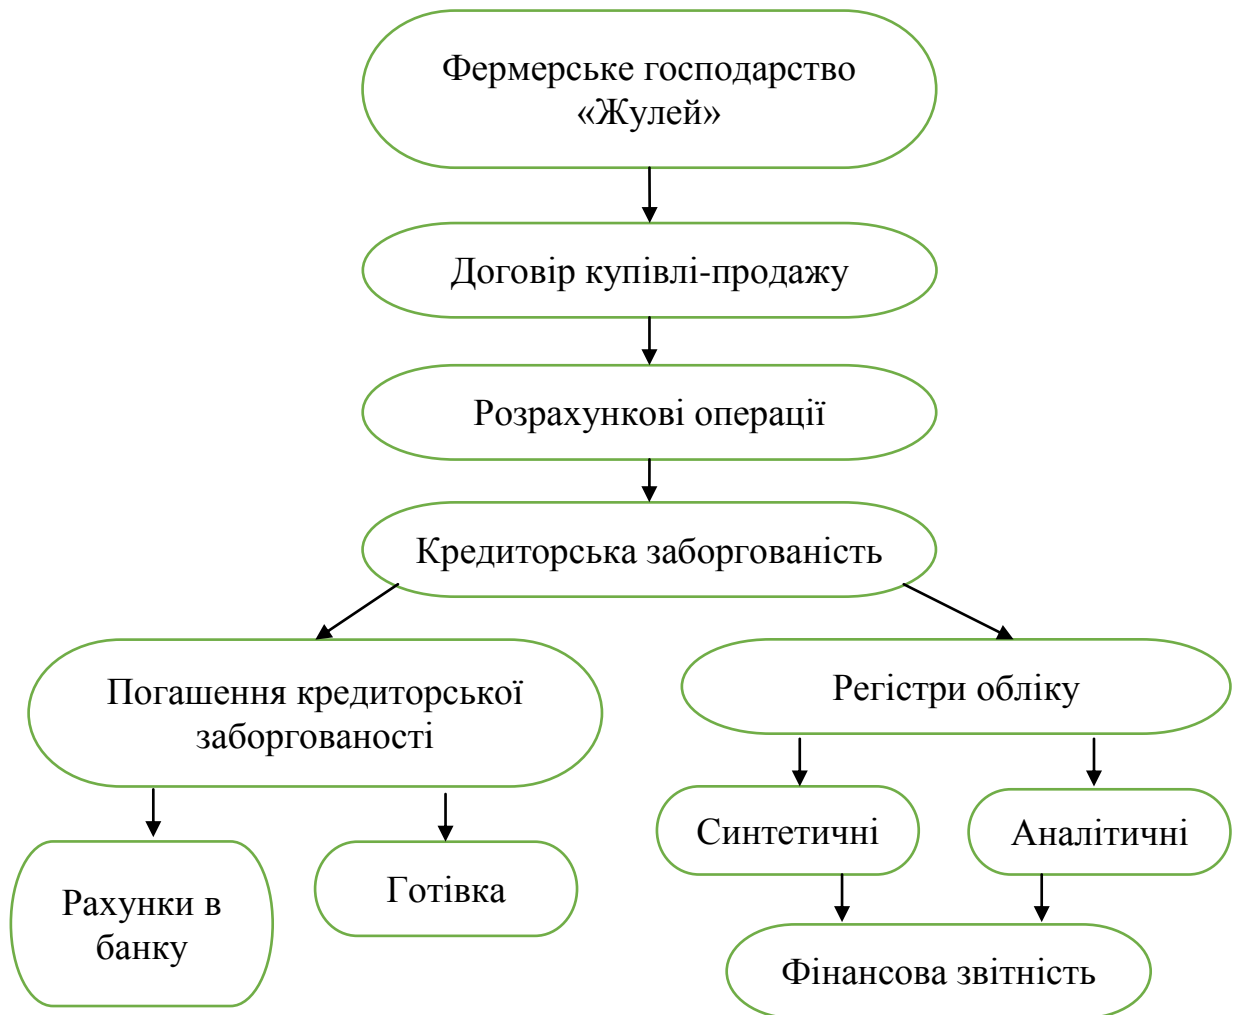 Фермерське господарство
«Жулей»
Договір купівлі-продажу
Розрахункові операції
Кредиторська заборгованість
Погашення кредиторської
заборгованості
Регістри обліку
Синтетичні
Аналітичні
Рахунки в
банку
Готівка
Фінансова звітність